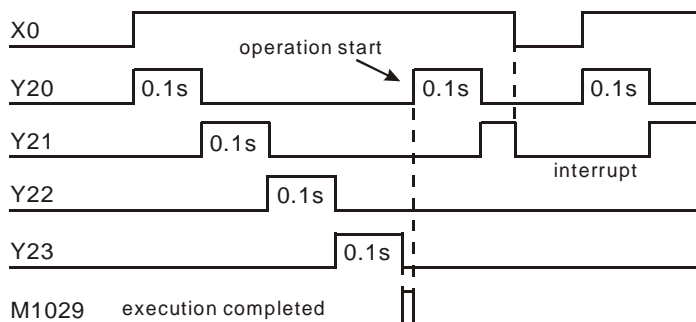 X0
operation start
Y20 0.1s 0.1s 0.1s
Y21 0.1s
interrupt
Y22 0.1s
Y23 0.1s
M1029 execution completed